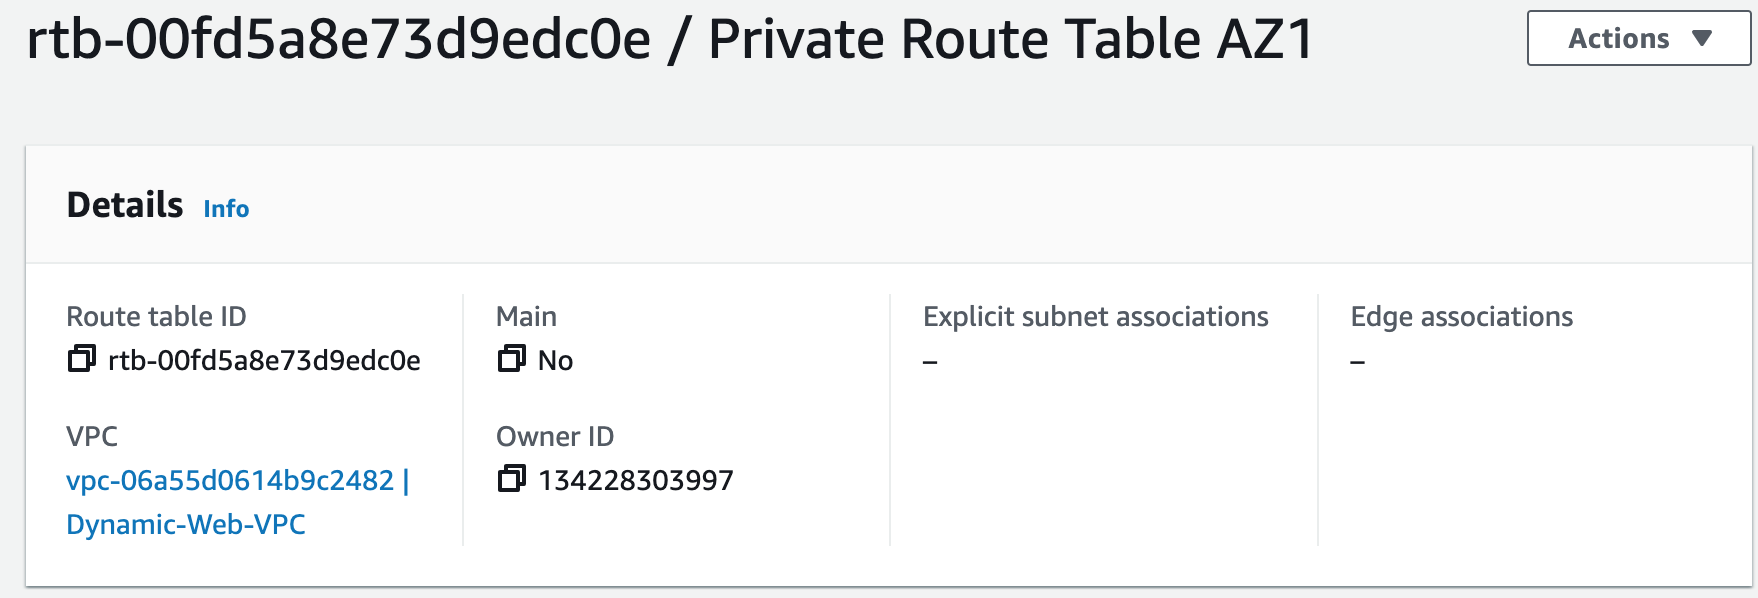 rtb-00fd5a8e73d9edc0e / Private Route Table AZ1
Actions
Details Info
Route table ID
rtb-00fd5a8e73d9edc0e
VPC
vpc-06a55d0614b9c2482 |
Dynamic-Web-VPC
Main
No
Owner ID
134228303997
Explicit subnet associations
–
Edge associations
–